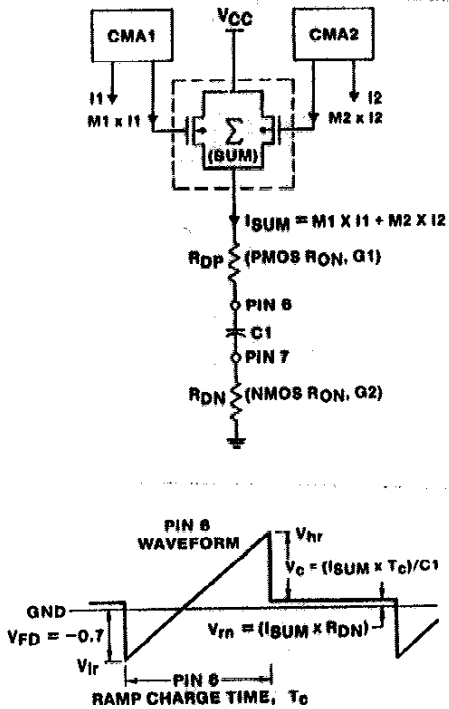 CMA1
VCC
CMA2
I1
M1 x I1
Σ
(SUM)
I2
M2 x I2
ISUM = M1 X I1 + M2 X I2
RDP (PMOS RON, G1)
PIN 6
C1
PIN 7
RDN (NMOS RON, G2)
PIN 6
WAVEFORM
Vhr
Vc = (ISUM x Tc)/C1
GND
VFD = -0.7
Vrn = (ISUM x RDN)
Vlr
PIN 6
RAMP CHARGE TIME, Tc